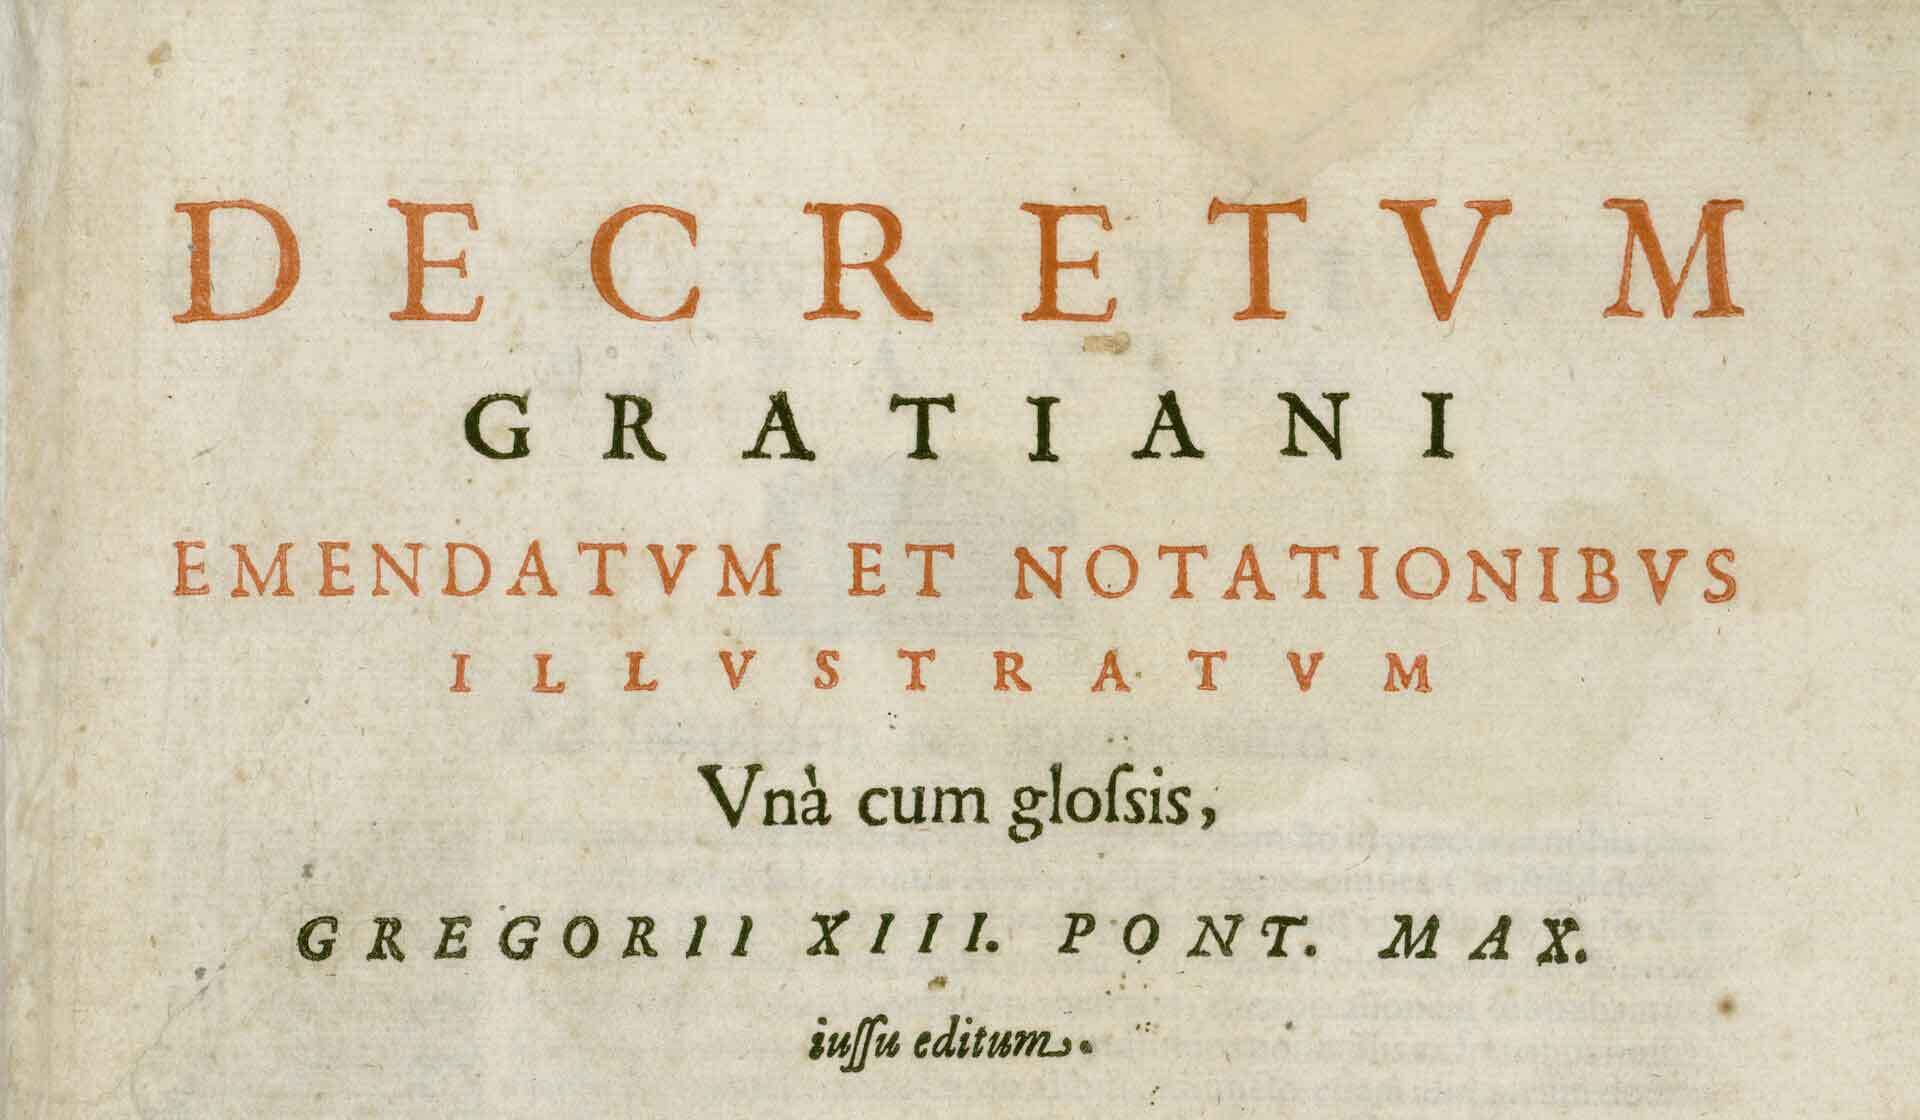 DECRETVM
GRATIANI
EMENDATVM ET NOTATIONIBVS
ILLVSTRATVM
Vnà cum gloſsis,
GREGORII XIII. PONT. MAX.
iuſſu editum.